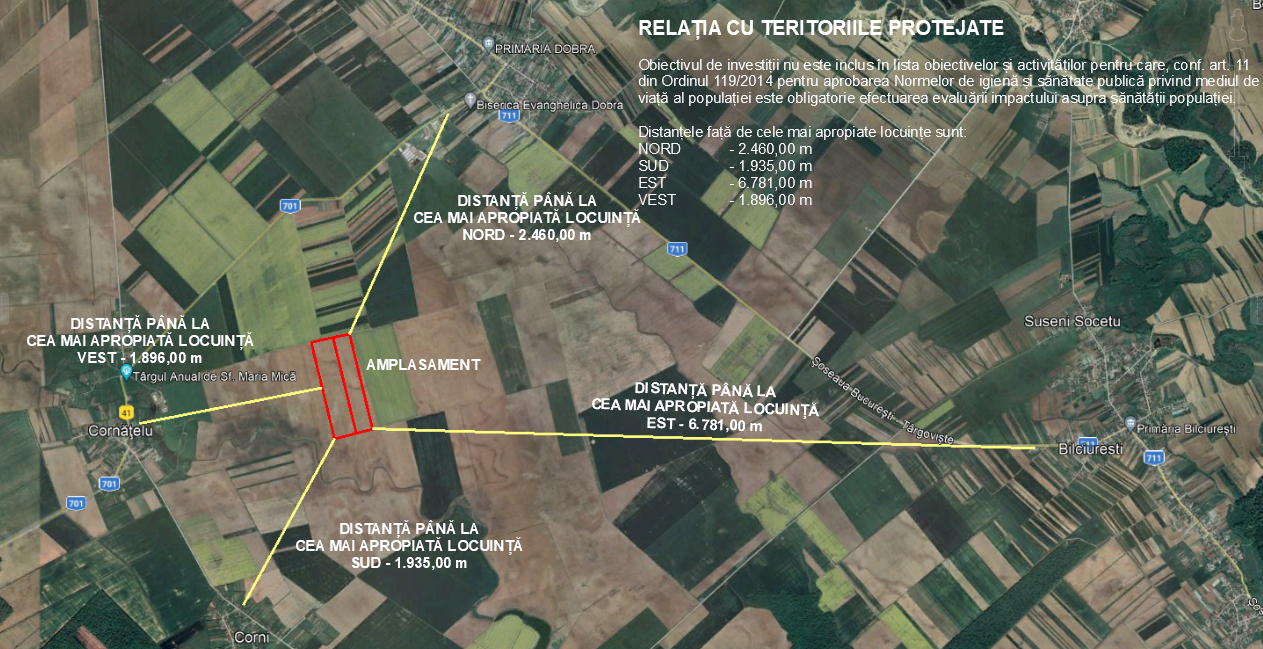 RELAȚIA CU TERITORIILE PROTEJATE
Obiectivul de investiții nu este inclus în lista obiectivelor și activităților pentru care, conf. art. 11
din Ordinul 119/2014 pentru aprobarea Normelor de igienă și sănătate publică privind mediul de
viață al populației este obligatorie efectuarea evaluării impactului asupra sănătății populației.
Distanțele față de cele mai apropiate locuințe sunt:
NORD - 2.460,00 m
SUD - 1.935,00 m
EST - 6.781,00 m
VEST - 1.896,00 m
PRIMARIA DOBRA
Biserica Evanghelica Dobra
711
701
DISTANȚĂ PÂNĂ LA
CEA MAI APROPIATĂ LOCUINȚĂ
NORD - 2.460,00 m
711
DISTANȚĂ PÂNĂ LA
CEA MAI APROPIATĂ LOCUINȚĂ
VEST - 1.896,00 m
Târgul Anual de Sf. Maria Mică
AMPLASAMENT
Suseni Socetu
Șoseaua București - Târgoviște
DISTANȚĂ PÂNĂ LA
CEA MAI APROPIATĂ LOCUINȚĂ
EST - 6.781,00 m
41
Cornățelu
Primăria Bilciurești
711
Bilciuresti
711
701
701
DISTANȚĂ PÂNĂ LA
CEA MAI APROPIATĂ LOCUINȚĂ
SUD - 1.935,00 m
Corni